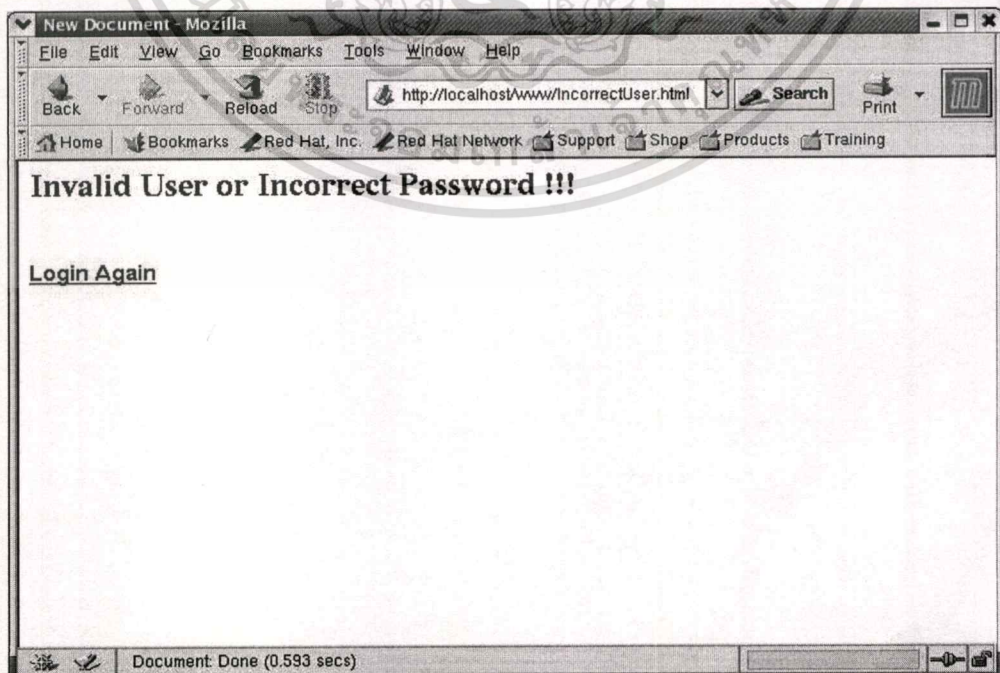 New Document - Mozilla
File Edit View Go Bookmarks Tools Window Help
Back Forward Reload Stop http://localhost/www/IncorrectUser.html Search Print
Home Bookmarks Red Hat, Inc. Red Hat Network Support Shop Products Training
Invalid User or Incorrect Password !!!
Login Again
Document: Done (0.593 secs)